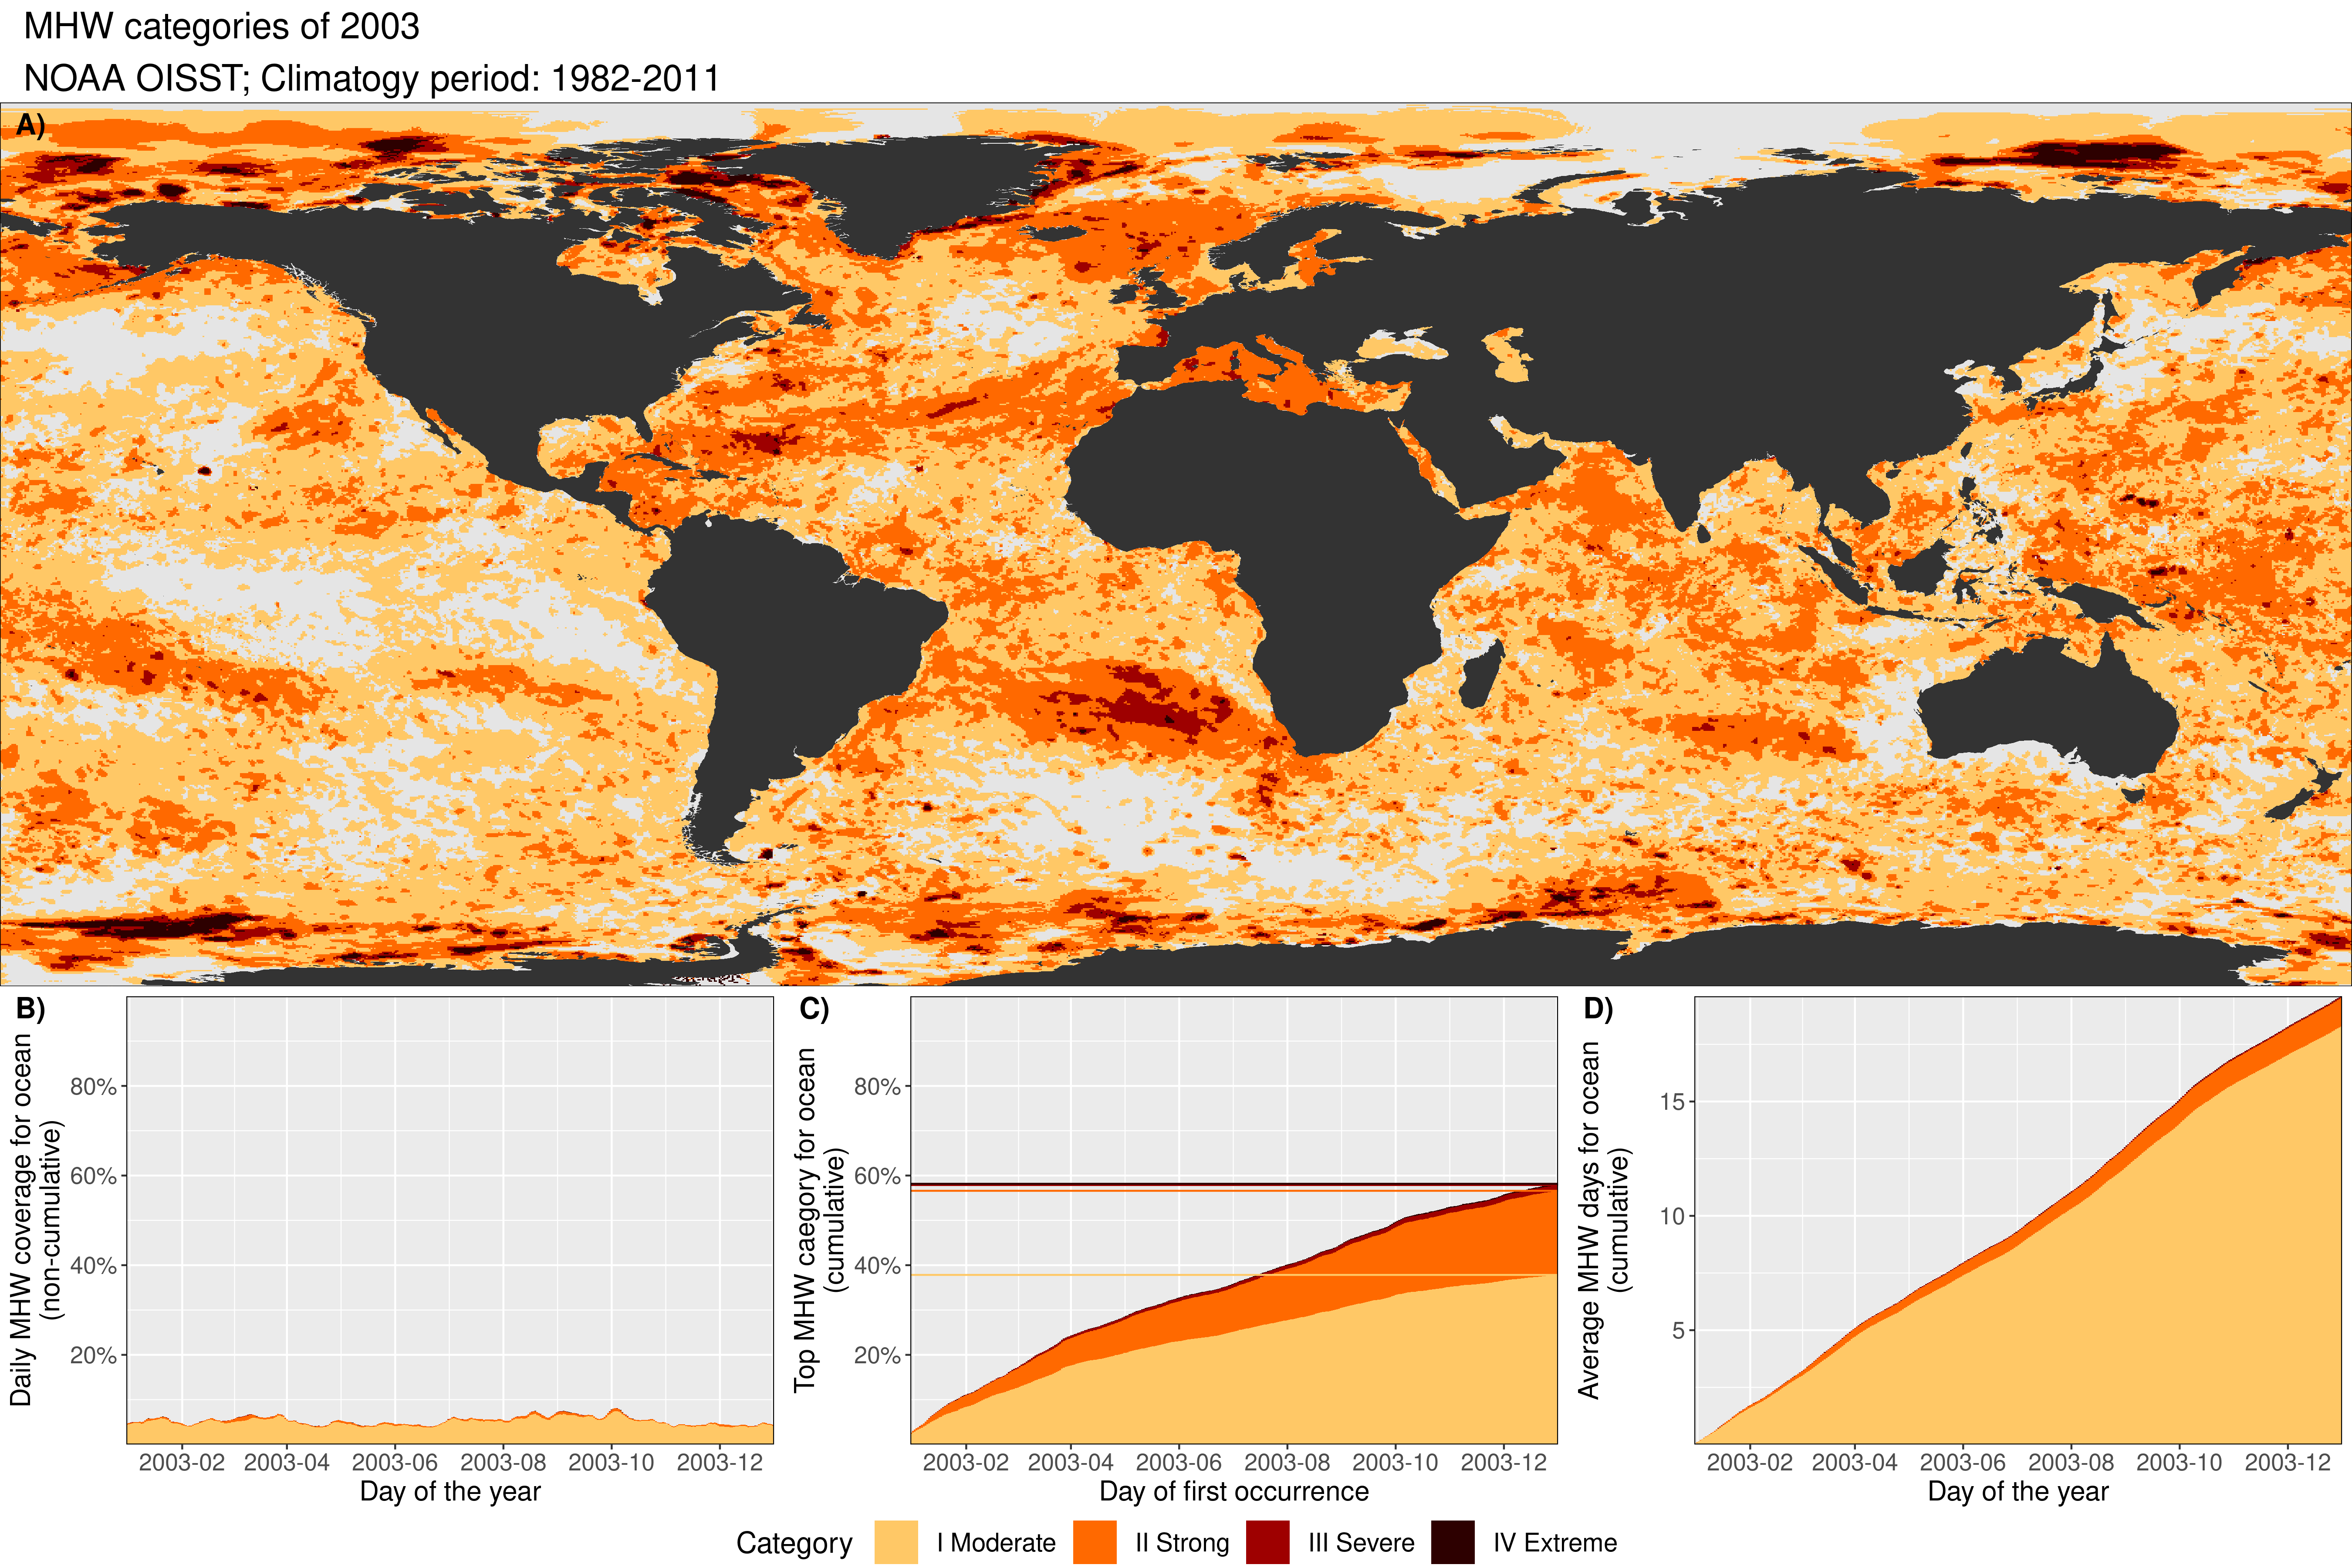 MHW categories of 2003
NOAA OISST; Climatogy period: 1982-2011
A)
B)
Daily MHW coverage for ocean
(non-cumulative)
80%
60%
40%
20%
2003-02 2003-04 2003-06 2003-08 2003-10 2003-12
Day of the year
C)
Top MHW category for ocean
(cumulative)
80%
60%
40%
20%
2003-02 2003-04 2003-06 2003-08 2003-10 2003-12
Day of first occurrence
D)
Average MHW days for ocean
(cumulative)
15
10
5
2003-02 2003-04 2003-06 2003-08 2003-10 2003-12
Day of the year
Category I Moderate II Strong III Severe IV Extreme